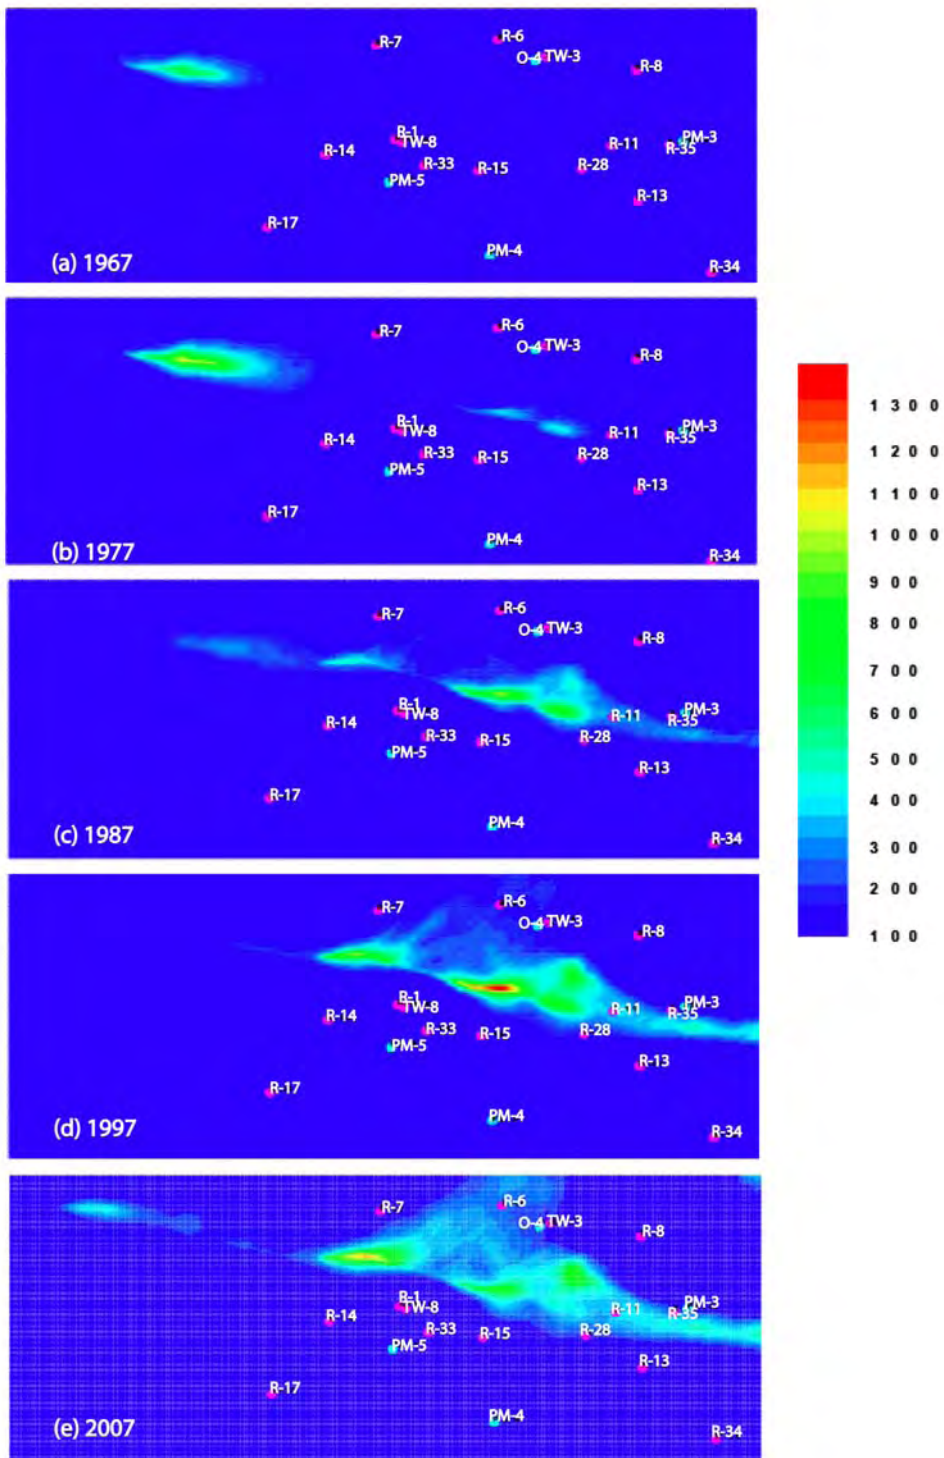 R-7
R-6
O-4 TW-3
R-8
R-1
TW-8
R-14
R-33
PM-5
R-15
R-28
R-11
PM-3
R-35
R-13
R-17
PM-4
R-34
(a) 1967
R-7
R-6
O-4 TW-3
R-8
R-1
TW-8
R-14
R-33
PM-5
R-15
R-28
R-11
PM-3
R-35
R-13
R-17
PM-4
R-34
(b) 1977
R-7
R-6
O-4 TW-3
R-8
R-1
TW-8
R-14
R-33
PM-5
R-15
R-28
R-11
PM-3
R-35
R-13
R-17
PM-4
R-34
(c) 1987
R-7
R-6
O-4 TW-3
R-8
R-1
TW-8
R-14
R-33
PM-5
R-15
R-28
R-11
PM-3
R-35
R-13
R-17
PM-4
R-34
(d) 1997
R-7
R-6
O-4 TW-3
R-8
R-1
TW-8
R-14
R-33
PM-5
R-15
R-28
R-11
PM-3
R-35
R-13
R-17
PM-4
R-34
(e) 2007
1300
1200
1100
1000
900
800
700
600
500
400
300
200
100